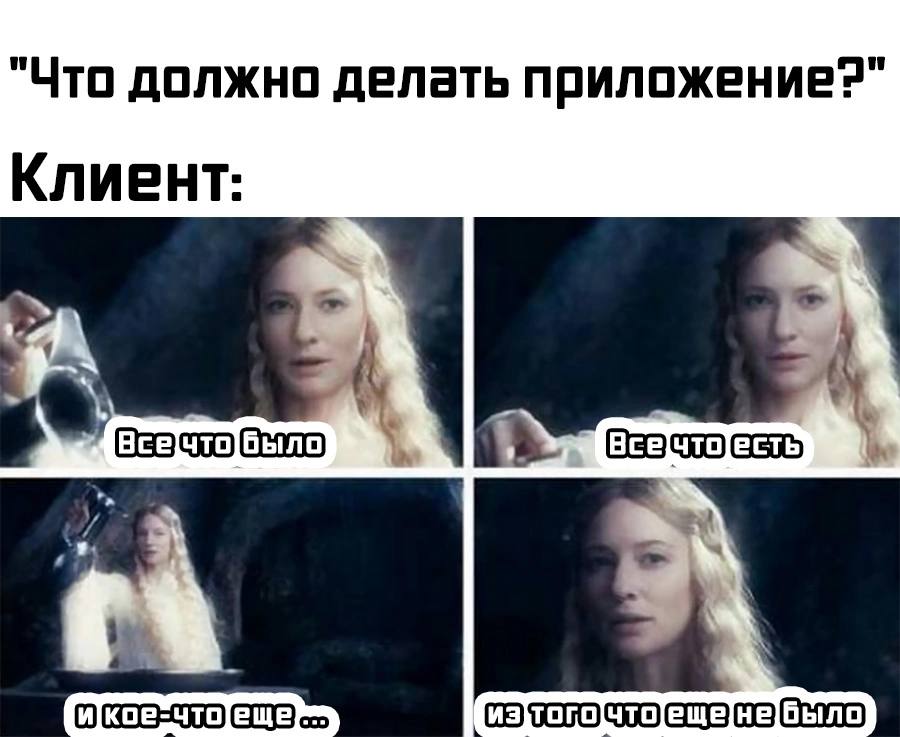 "Что должно делать приложение?"
Клиент:
Все что было
Все что есть
и кое-что еще ...
из того что еще не было